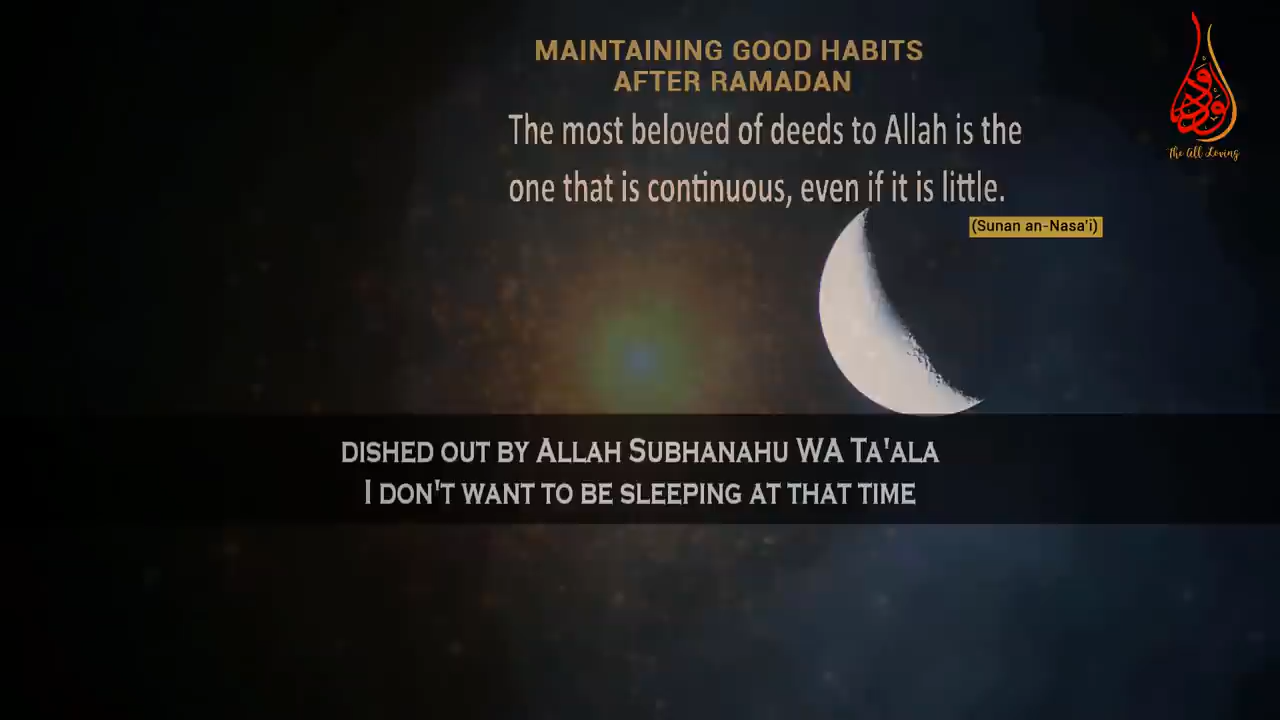 MAINTAINING GOOD HABITS
AFTER RAMADAN
The most beloved of deeds to Allah is the
one that is continuous, even if it is little.
(Sunan an-Nasa'i)
الودود
The All Loving
DISHED OUT BY ALLAH SUBHANAHU WA TA'ALA
I DON'T WANT TO BE SLEEPING AT THAT TIME